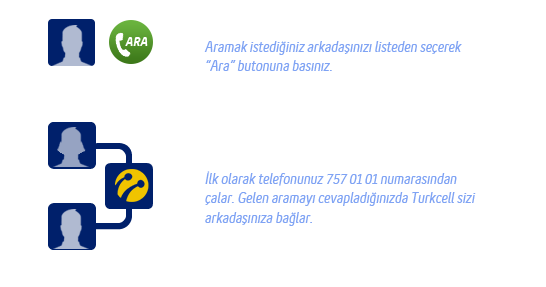 ARA
Aramak istediğiniz arkadaşınızı listeden seçerek
“Ara” butonuna basınız.
İlk olarak telefonunuz 757 01 01 numarasından
çalar. Gelen aramayı cevapladığınızda Turkcell sizi
arkadaşınıza bağlar.